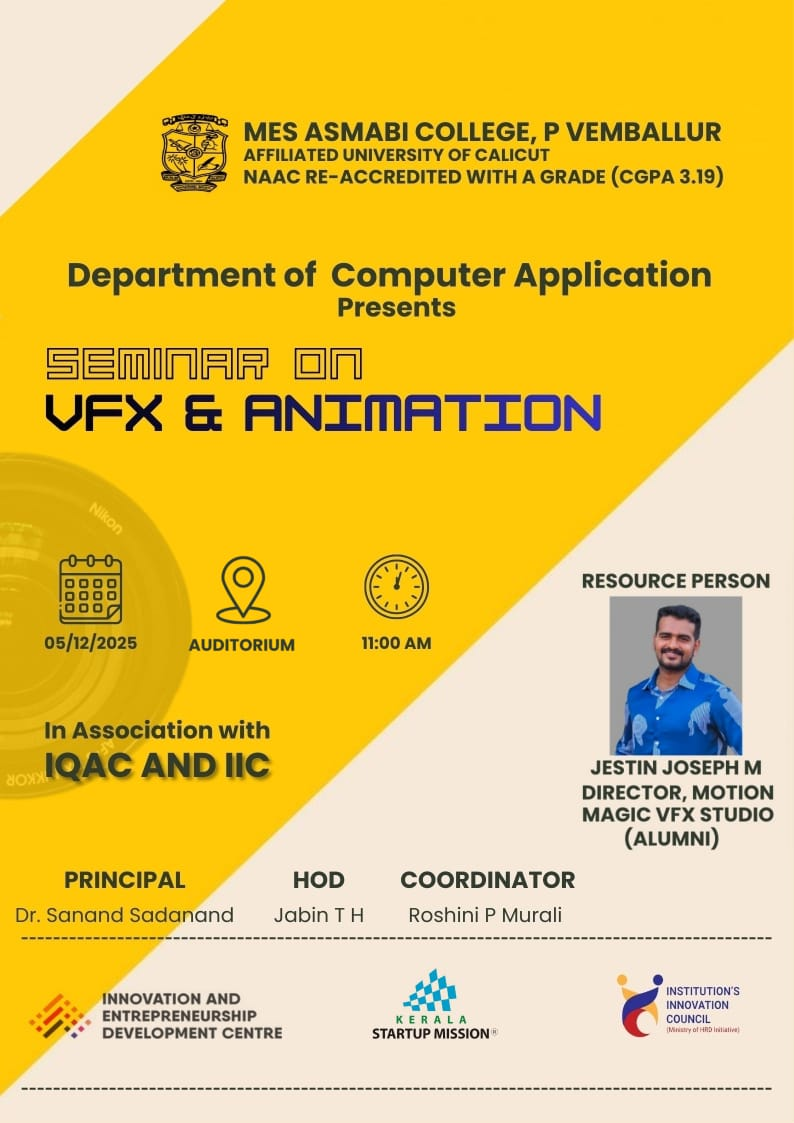 MES ASMABI COLLEGE, P VEMBALLUR
AFFILIATED UNIVERSITY OF CALICUT
NAAC RE-ACCREDITED WITH A GRADE (CGPA 3.19)
Department of Computer Application
Presents
SEMINAR ON
VFX & ANIMATION
Nikon
05/12/2025
AUDITORIUM
11:00 AM
RESOURCE PERSON
In Association with
IQAC AND IIC
JESTIN JOSEPH M
DIRECTOR, MOTION
MAGIC VFX STUDIO
(ALUMNI)
PRINCIPAL
HOD
COORDINATOR
Dr. Sanand Sadanand
Jabin T H
Roshini P Murali
INNOVATION AND
ENTREPRENEURSHIP
DEVELOPMENT CENTRE
KERALA
STARTUP MISSION®
INSTITUTION'S
INNOVATION
COUNCIL
(Ministry of HRD Initiative)